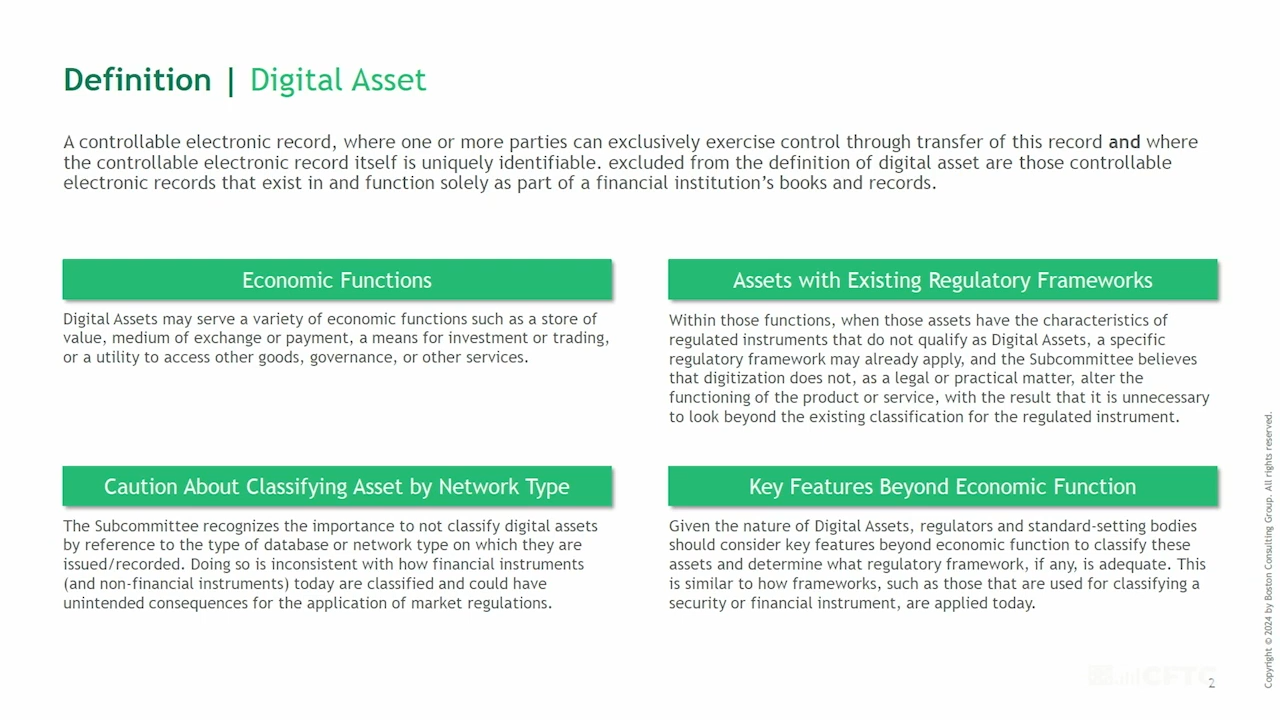 Definition | Digital Asset
A controllable electronic record, where one or more parties can exclusively exercise control through transfer of this record and where
the controllable electronic record itself is uniquely identifiable. excluded from the definition of digital asset are those controllable
electronic records that exist in and function solely as part of a financial institution's books and records.
Economic Functions
Digital Assets may serve a variety of economic functions such as a store of
value, medium of exchange or payment, a means for investment or trading,
or a utility to access other goods, governance, or other services.
Assets with Existing Regulatory Frameworks
Within those functions, when those assets have the characteristics of
regulated instruments that do not qualify as Digital Assets, a specific
regulatory framework may already apply, and the Subcommittee believes
that digitization does not, as a legal or practical matter, alter the
functioning of the product or service, with the result that it is unnecessary
to look beyond the existing classification for the regulated instrument.
Caution About Classifying Asset by Network Type
The Subcommittee recognizes the importance to not classify digital assets
by reference to the type of database or network type on which they are
issued/recorded. Doing so is inconsistent with how financial instruments
(and non-financial instruments) today are classified and could have
unintended consequences for the application of market regulations.
Key Features Beyond Economic Function
Given the nature of Digital Assets, regulators and standard-setting bodies
should consider key features beyond economic function to classify these
assets and determine what regulatory framework, if any, is adequate. This
is similar to how frameworks, such as those that are used for classifying a
security or financial instrument, are applied today.
Copyright © 2024 by Boston Consulting Group. All rights reserved.
CFTC
2